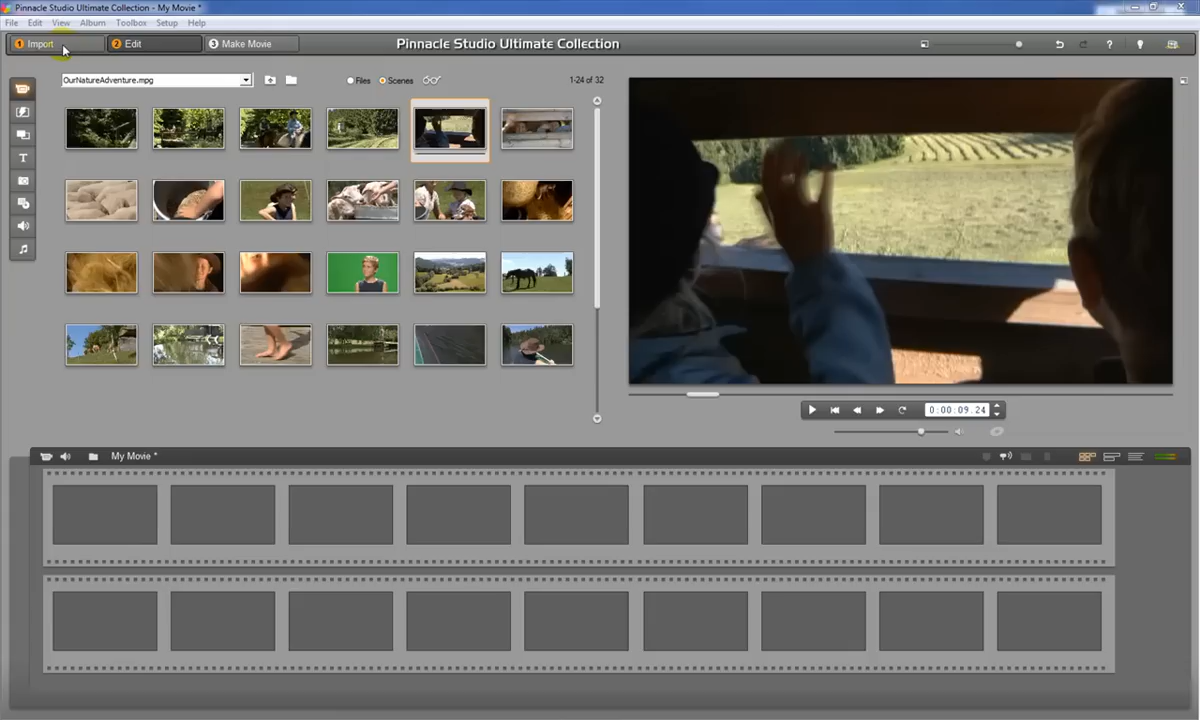 Pinnacle Studio Ultimate Collection - My Movie *
File Edit View Album Toolbox Setup Help
1 Import 2 Edit 3 Make Movie Pinnacle Studio Ultimate Collection ?
OurNatureAdventure.mpg Files Scenes 1-24 of 32
T
0:00:09.24
My Movie *